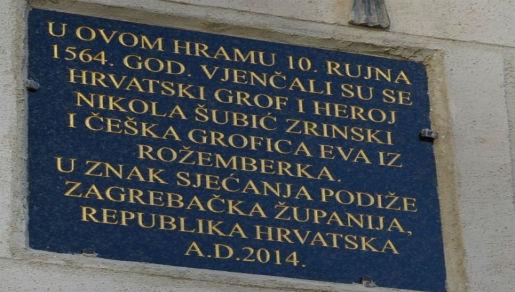 U OVOM HRAMU 10. RUJNA
1564. GOD. VJENČALI SU SE
HRVATSKI GROF I HEROJ
NIKOLA ŠUBIĆ ZRINSKI
I ČEŠKA GROFICA EVA IZ
ROŽEMBERKA.
U ZNAK SJEĆANJA PODIŽE
ZAGREBAČKA ŽUPANIJA,
REPUBLIKA HRVATSKA
A.D.2014.